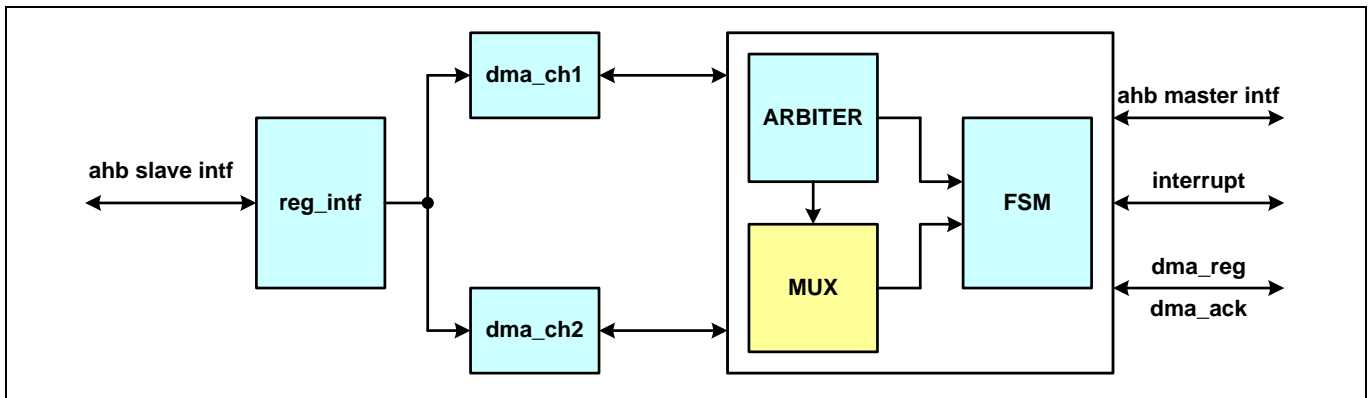 ahb slave intf
reg_intf
dma_ch1
dma_ch2
ARBITER
MUX
FSM
ahb master intf
interrupt
dma_reg
dma_ack